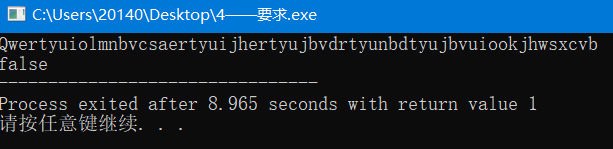 C:\Users\20140\Desktop\4——要求.exe
Qwertyuiolmnbvcsaertyuijhertyujbvdrtyunbdtyujbvuiookjhwsxcvb
false
--------------------------------
Process exited after 8.965 seconds with return value 1
请按任意键继续. . .